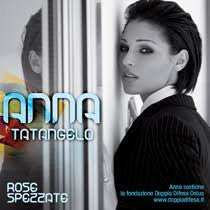 ANNA
TATANGELO
ROSE
SPEZZATE
Anna sostiene
la fondazione Doppia Difesa Onlus
www.doppiadifesa.it